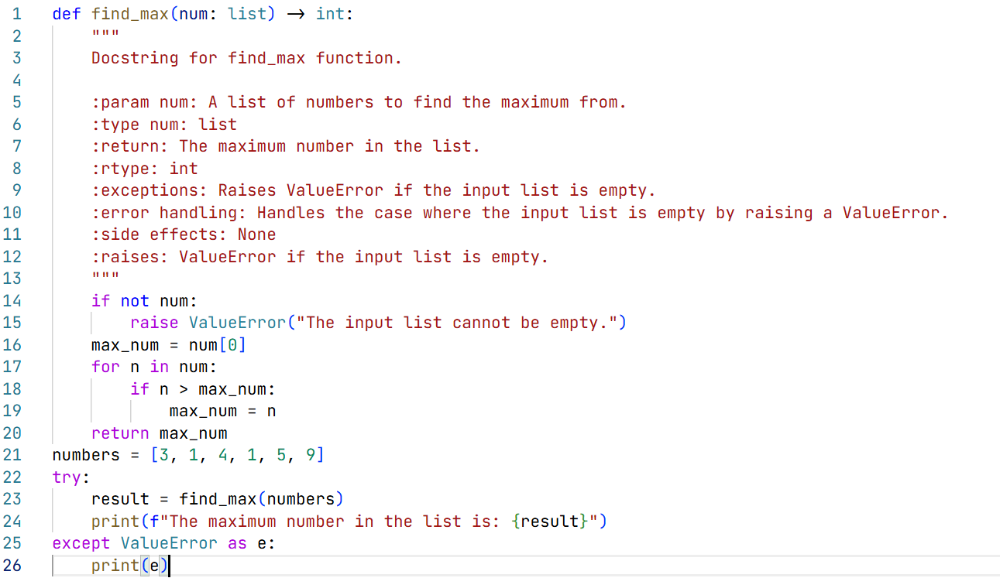 1 def find_max(num: list) -> int:
2     """
3     Docstring for find_max function.
4
5     :param num: A list of numbers to find the maximum from.
6     :type num: list
7     :return: The maximum number in the list.
8     :rtype: int
9     :exceptions: Raises ValueError if the input list is empty.
10     :error handling: Handles the case where the input list is empty by raising a ValueError.
11     :side effects: None
12     :raises: ValueError if the input list is empty.
13     """
14     if not num:
15         raise ValueError("The input list cannot be empty.")
16     max_num = num[0]
17     for n in num:
18         if n > max_num:
19             max_num = n
20     return max_num
21 numbers = [3, 1, 4, 1, 5, 9]
22 try:
23     result = find_max(numbers)
24     print(f"The maximum number in the list is: {result}")
25 except ValueError as e:
26     print(e)